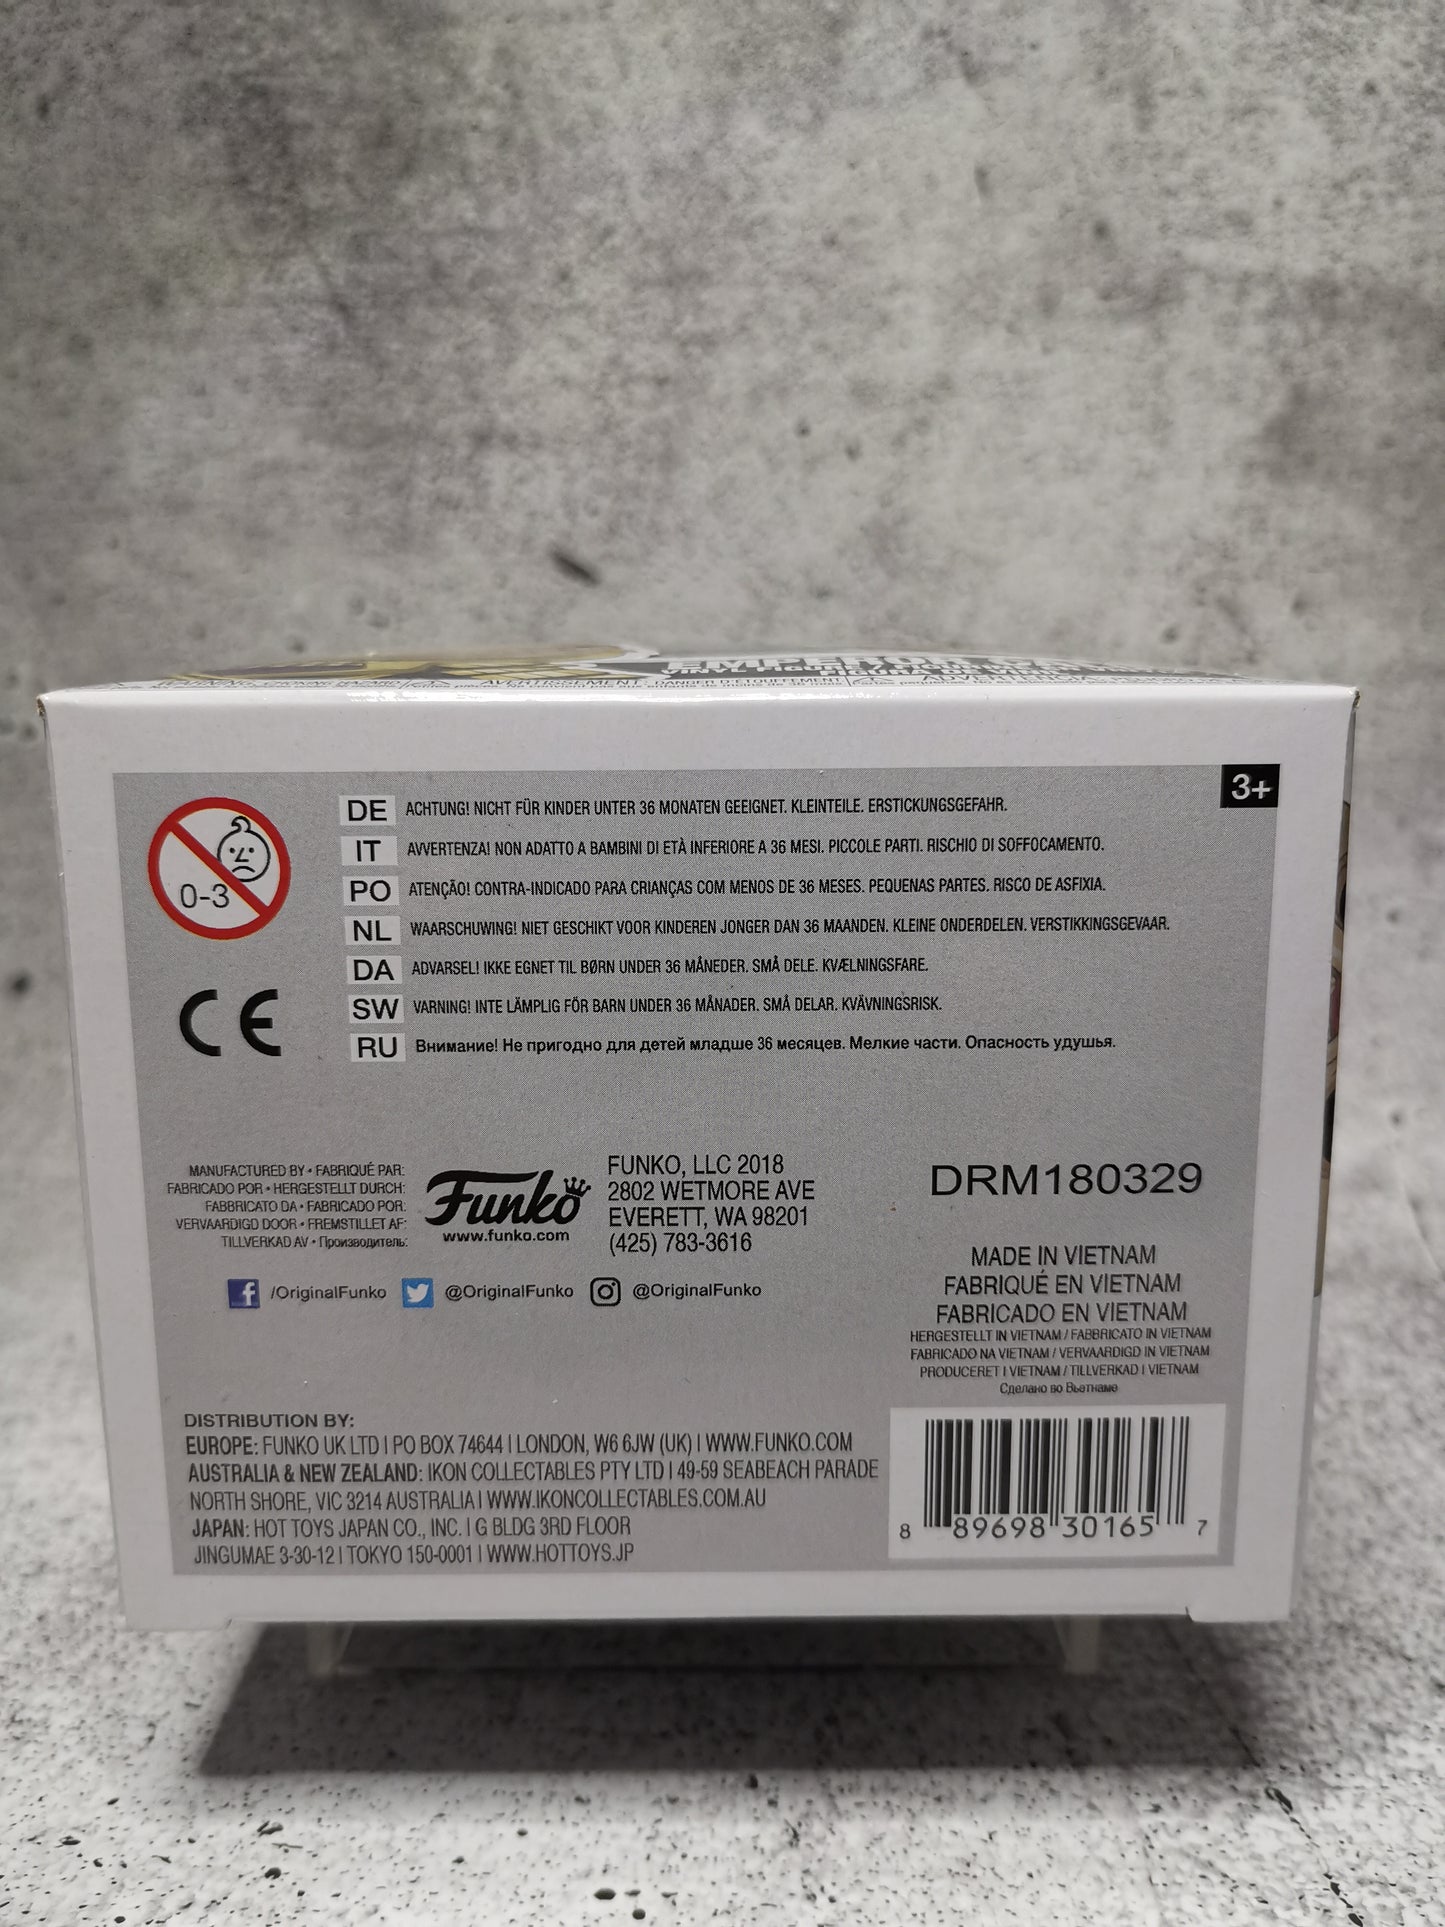 EMPEROR
WARNING: CHOKING HAZARD
AVERTISSEMENT: DANGER D'ÉTOUFFEMENT
3+
0-3
DE ACHTUNG! NICHT FÜR KINDER UNTER 36 MONATEN GEEIGNET. KLEINTEILE. ERSTICKUNGSGEFAHR.
IT AVVERTENZA! NON ADATTO A BAMBINI DI ETÀ INFERIORE A 36 MESI. PICCOLE PARTI. RISCHIO DI SOFFOCAMENTO.
PO ATENÇÃO! CONTRA-INDICADO PARA CRIANÇAS COM MENOS DE 36 MESES. PEQUENAS PARTES. RISCO DE ASFIXIA.
NL WAARSCHUWING! NIET GESCHIKT VOOR KINDEREN JONGER DAN 36 MAANDEN. KLEINE ONDERDELEN. VERSTIKKINGSGEVAAR.
DA ADVARSEL! IKKE EGNET TIL BØRN UNDER 36 MÅNEDER. SMÅ DELE. KVÆLNINGSFARE.
SW VARNING! INTE LÄMPLIG FÖR BARN UNDER 36 MÅNADER. SMÅ DELAR. KVÄVNINGSRISK.
RU Внимание! Не пригодно для детей младше 36 месяцев. Мелкие части. Опасность удушья.
CE
MANUFACTURED BY • FABRIQUÉ PAR:
FABRICADO POR • HERGESTELLT DURCH:
FABBRICATO DA • FABRICADO POR:
VERVAARDIGD DOOR • FREMSTILLET AF:
TILLVERKAD AV • Производитель:
Funko
www.funko.com
FUNKO, LLC 2018
2802 WETMORE AVE
EVERETT, WA 98201
(425) 783-3616
DRM180329
/OriginalFunko @OriginalFunko @OriginalFunko
MADE IN VIETNAM
FABRIQUÉ EN VIETNAM
FABRICADO EN VIETNAM
HERGESTELLT IN VIETNAM / FABBRICATO IN VIETNAM
FABRICADO NA VIETNAM / VERVAARDIGD IN VIETNAM
PRODUCERET I VIETNAM / TILLVERKAD I VIETNAM
Сделано во Вьетнаме
DISTRIBUTION BY:
EUROPE: FUNKO UK LTD | PO BOX 74644 | LONDON, W6 6JW (UK) | WWW.FUNKO.COM
AUSTRALIA & NEW ZEALAND: IKON COLLECTABLES PTY LTD | 49-59 SEABEACH PARADE
NORTH SHORE, VIC 3214 AUSTRALIA | WWW.IKONCOLLECTABLES.COM.AU
JAPAN: HOT TOYS JAPAN CO., INC. | G BLDG 3RD FLOOR
JINGUMAE 3-30-12 | TOKYO 150-0001 | WWW.HOTTOYS.JP
8 89698 30165 7